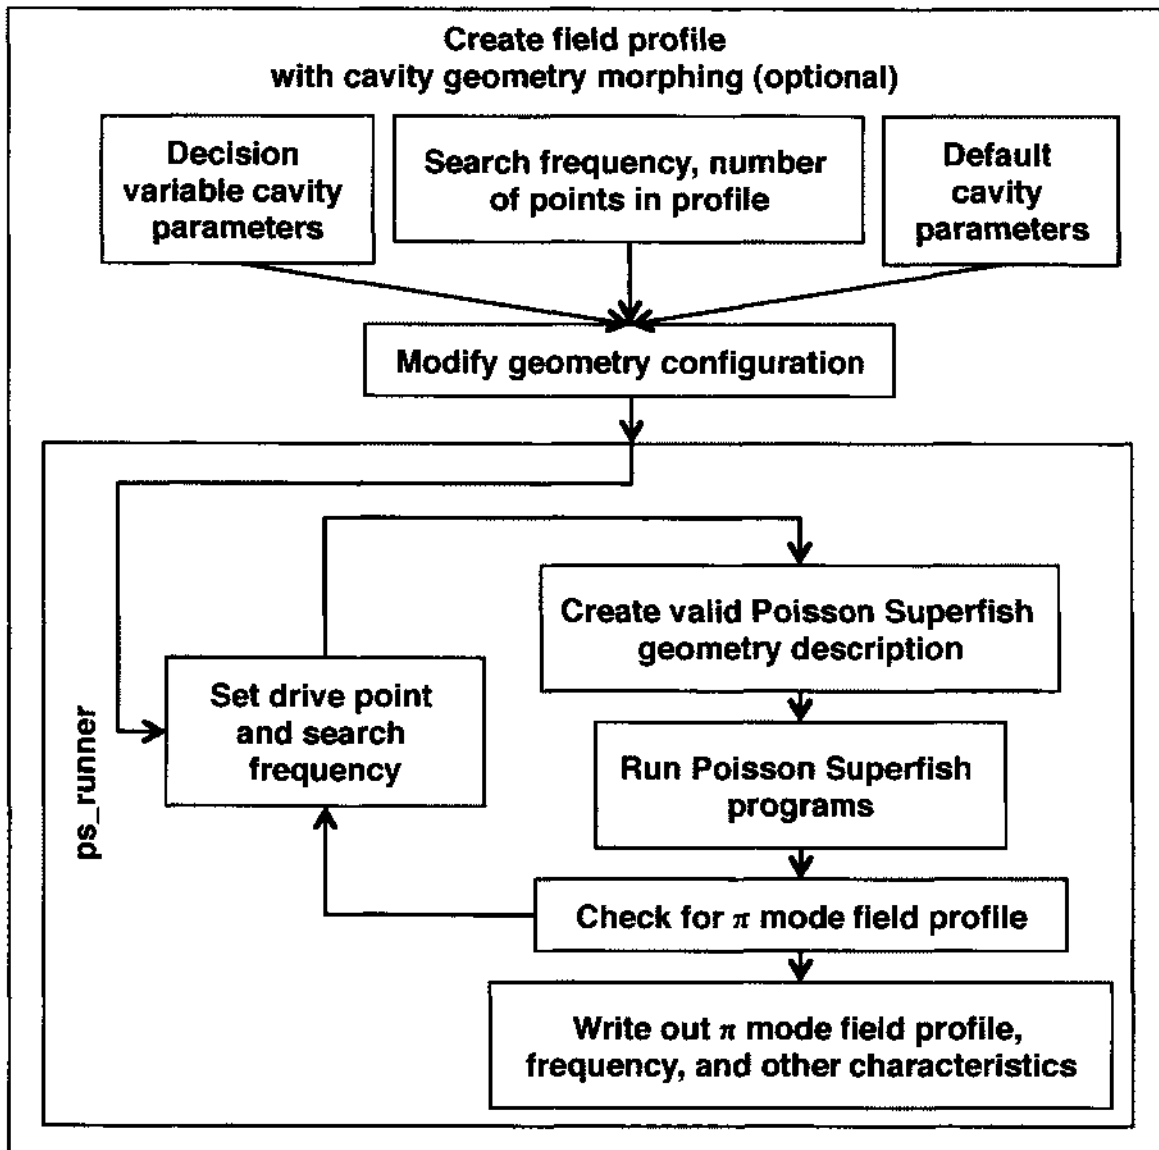 Create field profile
with cavity geometry morphing (optional)
Decision
variable cavity
parameters
Search frequency, number
of points in profile
Default
cavity
parameters
Modify geometry configuration
ps_runner
Set drive point
and search
frequency
Create valid Poisson Superfish
geometry description
Run Poisson Superfish
programs
Check for π mode field profile
Write out π mode field profile,
frequency, and other characteristics